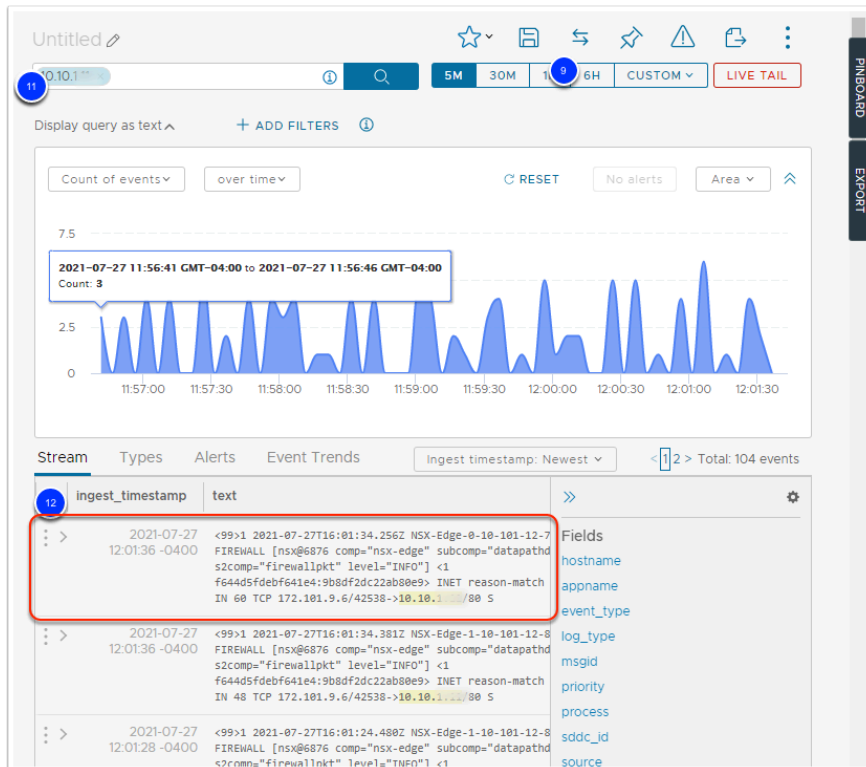 Untitled
10.10.1
11
5M 30M 1 9 6H CUSTOM LIVE TAIL
PINBOARD
EXPORT
Display query as text + ADD FILTERS
Count of events over time RESET No alerts Area
7.5
2021-07-27 11:56:41 GMT-04:00 to 2021-07-27 11:56:46 GMT-04:00
Count: 3
2.5
0
11:57:00 11:57:30 11:58:00 11:58:30 11:59:00 11:59:30 12:00:00 12:00:30 12:01:00 12:01:30
Stream Types Alerts Event Trends Ingest timestamp: Newest < 1 2 > Total: 104 events
12 ingest_timestamp text
2021-07-27 <99>1 2021-07-27T16:01:34.256Z NSX-Edge-0-10-101-12-7
12:01:36 -0400 FIREWALL [nsx@6876 comp="nsx-edge" subcomp="datapathd
s2comp="firewallpkt" level="INFO"] <1
f644d5fdebf641e4:9b8df2dc22ab80e9> INET reason-match
IN 60 TCP 172.101.9.6/42538->10.10.1 /80 S
2021-07-27 <99>1 2021-07-27T16:01:34.381Z NSX-Edge-1-10-101-12-8
12:01:36 -0400 FIREWALL [nsx@6876 comp="nsx-edge" subcomp="datapathd
s2comp="firewallpkt" level="INFO"] <1
f644d5fdebf641e4:9b8df2dc22ab80e9> INET reason-match
IN 48 TCP 172.101.9.6/42538->10.10.1. /80 S
2021-07-27 <99>1 2021-07-27T16:01:24.480Z NSX-Edge-1-10-101-12-8
12:01:28 -0400 FIREWALL [nsx@6876 comp="nsx-edge" subcomp="datapathd
s2comp="firewallpkt" level="INFO"] <1
Fields
hostname
appname
event_type
log_type
msgid
priority
process
sddc_id
source